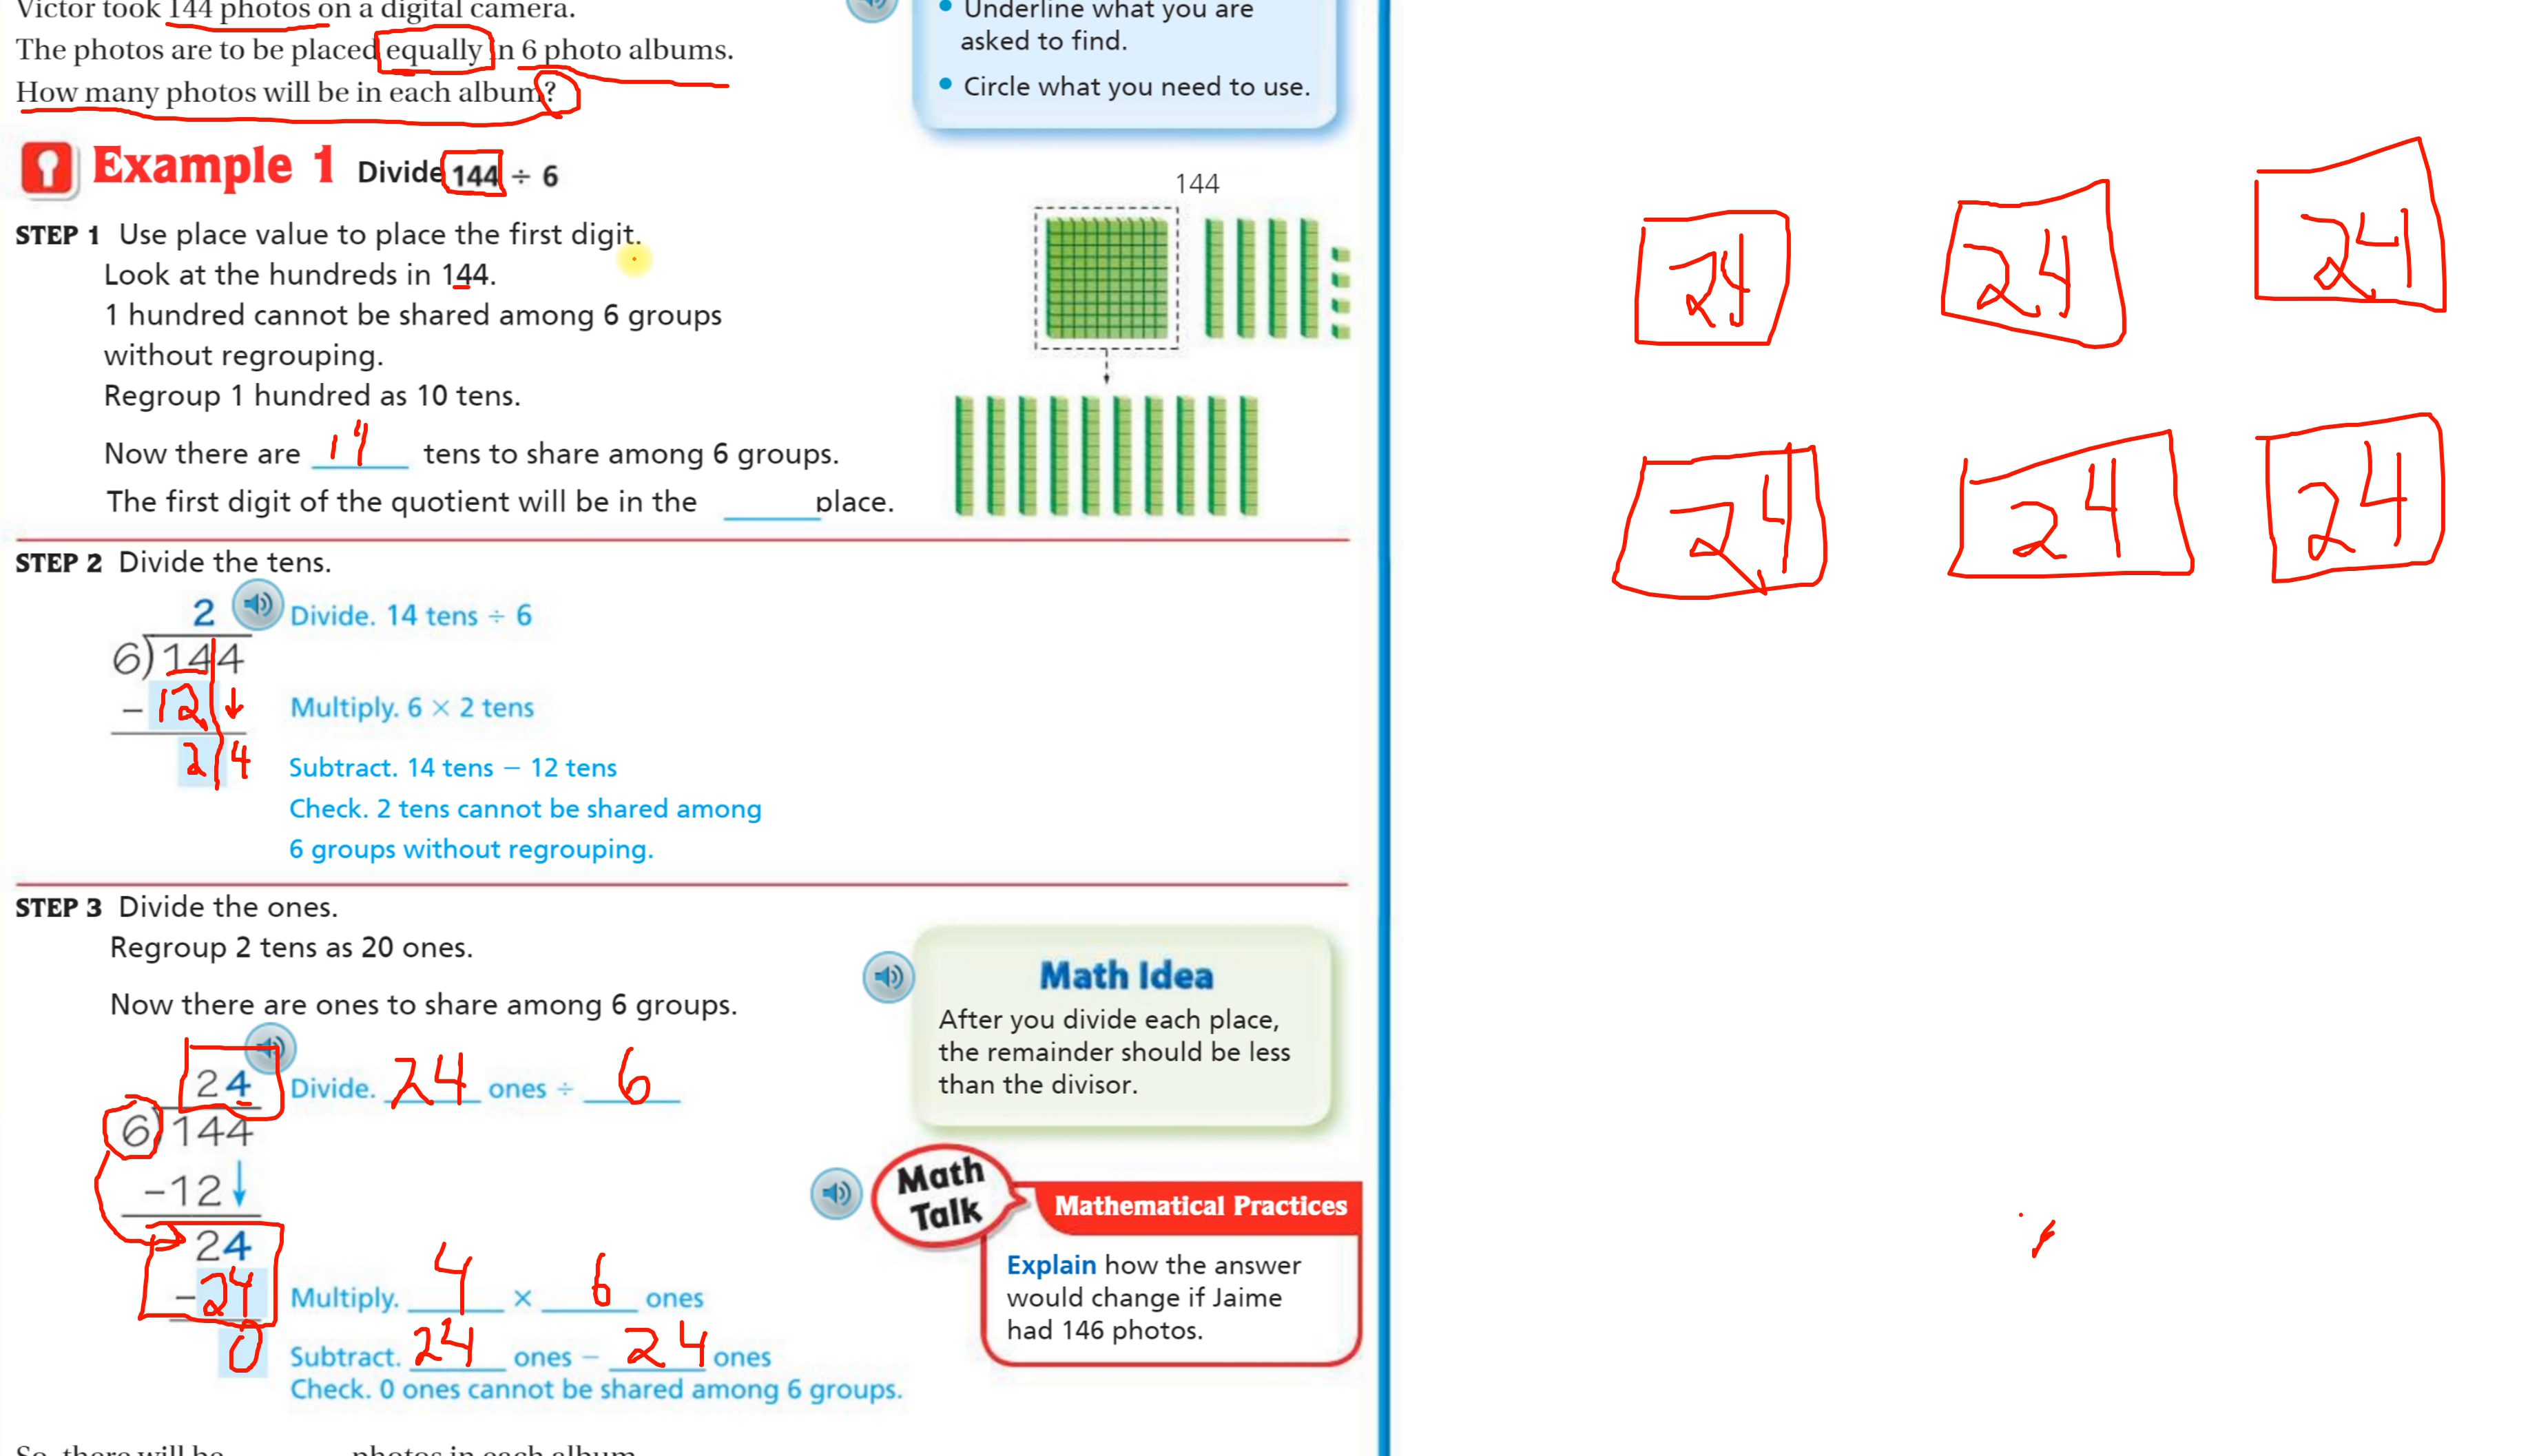 Victor took 144 photos on a digital camera.
The photos are to be placed equally in 6 photo albums.
How many photos will be in each album?
• Underline what you are
asked to find.
• Circle what you need to use.
Example 1 Divide 144 ÷ 6
STEP 1 Use place value to place the first digit.
Look at the hundreds in 144.
1 hundred cannot be shared among 6 groups
without regrouping.
Regroup 1 hundred as 10 tens.
Now there are 14 tens to share among 6 groups.
The first digit of the quotient will be in the ______ place.
144
STEP 2 Divide the tens.
2 Divide. 14 tens ÷ 6
6)144
- 12 Multiply. 6 × 2 tens
24 Subtract. 14 tens − 12 tens
Check. 2 tens cannot be shared among
6 groups without regrouping.
STEP 3 Divide the ones.
Regroup 2 tens as 20 ones.
Now there are ones to share among 6 groups.
24 Divide. 24 ones ÷ 6
6)144
-12
24
-24 Multiply. 4 × 6 ones
0 Subtract. 24 ones − 24 ones
Check. 0 ones cannot be shared among 6 groups.
So, there will be ______ photos in each album
Math Idea
After you divide each place,
the remainder should be less
than the divisor.
Math
Talk
Mathematical Practices
Explain how the answer
would change if Jaime
had 146 photos.
24 24 24
24 24 24